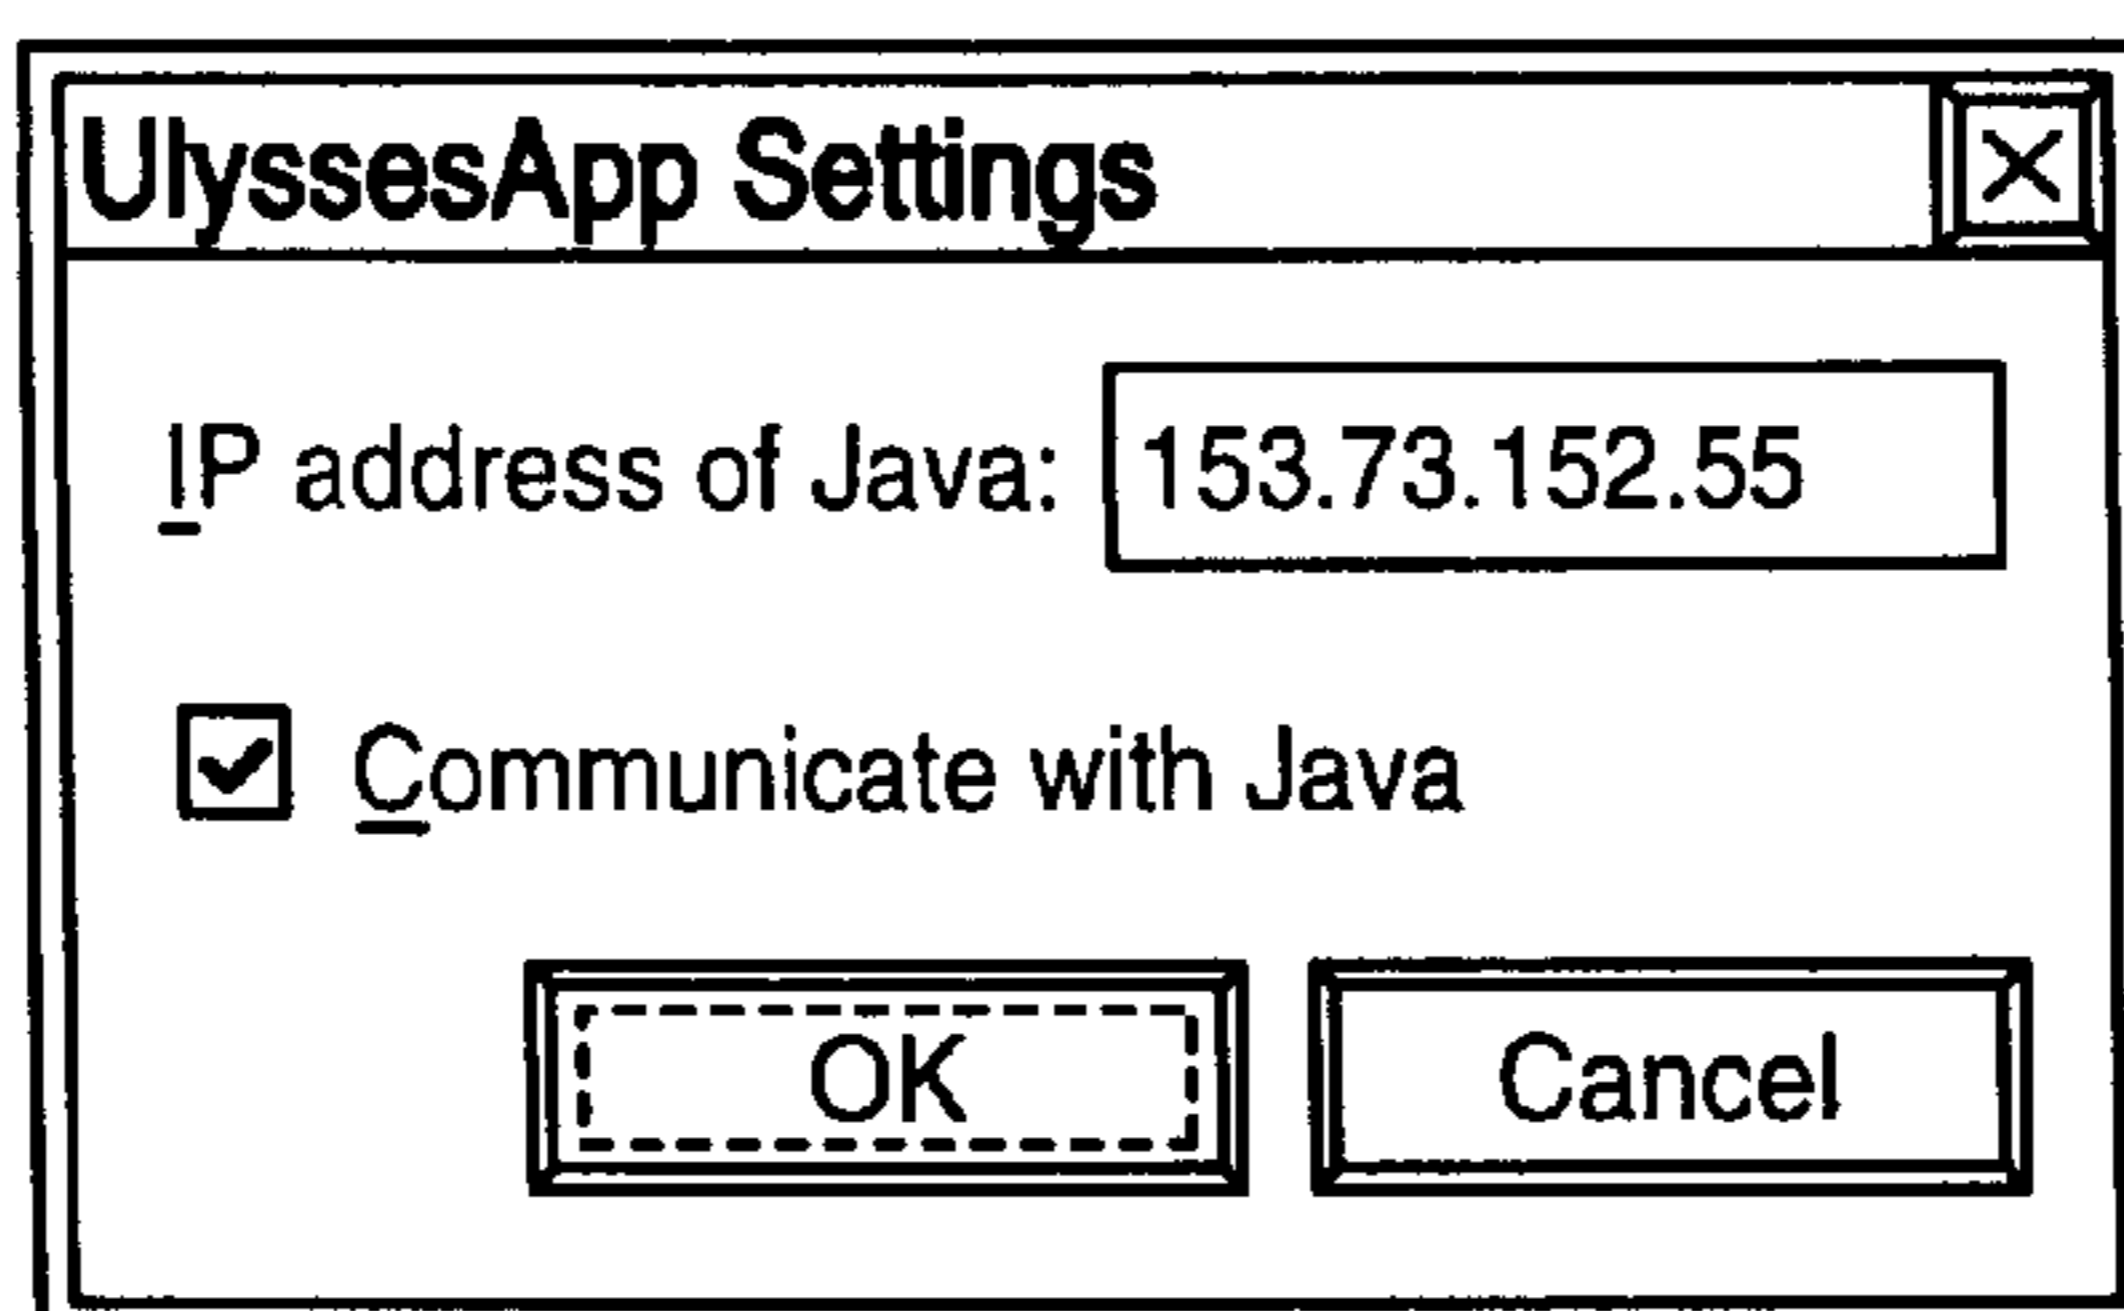 UlyssesApp Settings
IP address of Java: 153.73.152.55
Communicate with Java
OK Cancel